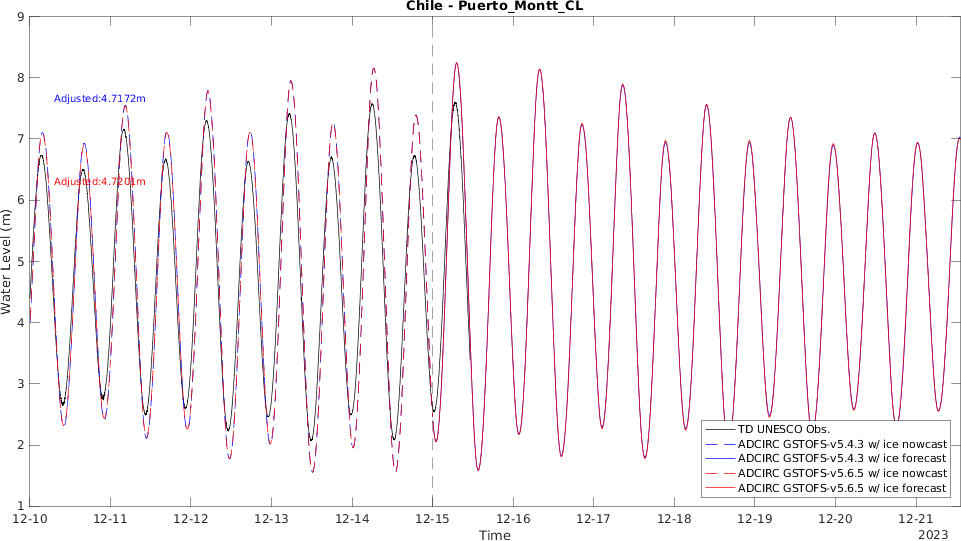 Chile - Puerto_Montt_CL
9
8
7
6
5
4
3
2
1
Water Level (m)
Adjusted:4.7172m
Adjusted:4.7201m
TD UNESCO Obs.
ADCIRC GSTOFS-v5.4.3 w/ ice nowcast
ADCIRC GSTOFS-v5.4.3 w/ ice forecast
ADCIRC GSTOFS-v5.6.5 w/ ice nowcast
ADCIRC GSTOFS-v5.6.5 w/ ice forecast
12-10 12-11 12-12 12-13 12-14 12-15 12-16 12-17 12-18 12-19 12-20 12-21
Time
2023